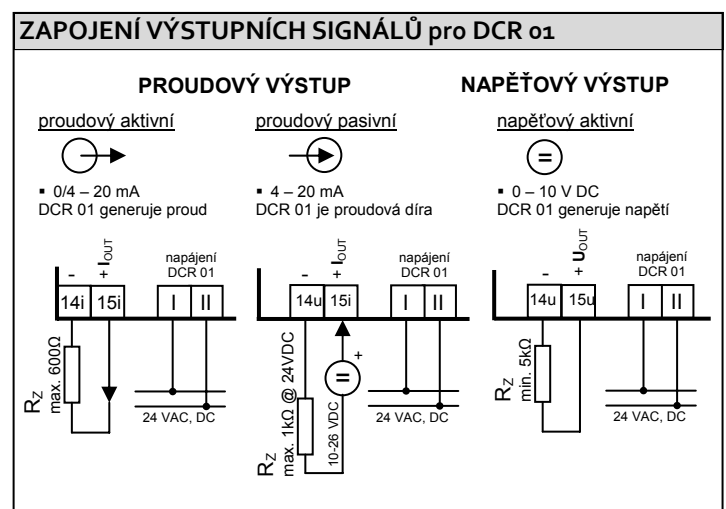 ZAPOJENÍ VÝSTUPNÍCH SIGNÁLŮ pro DCR 01
PROUDOVÝ VÝSTUP
NAPĚŤOVÝ VÝSTUP
proudový aktivní
▪ 0/4 – 20 mA
DCR 01 generuje proud
- + IOUT
napájení
DCR 01
14i 15i I II
RZ
max. 600Ω
24 VAC, DC
proudový pasivní
▪ 4 – 20 mA
DCR 01 je proudová díra
- + IOUT
napájení
DCR 01
14u 15i I II
+
=
RZ
max. 1kΩ @ 24VDC
10-26 VDC
24 VAC, DC
napěťový aktivní
=
▪ 0 – 10 V DC
DCR 01 generuje napětí
- + UOUT
napájení
DCR 01
14u 15u I II
RZ
min. 5kΩ
24 VAC, DC